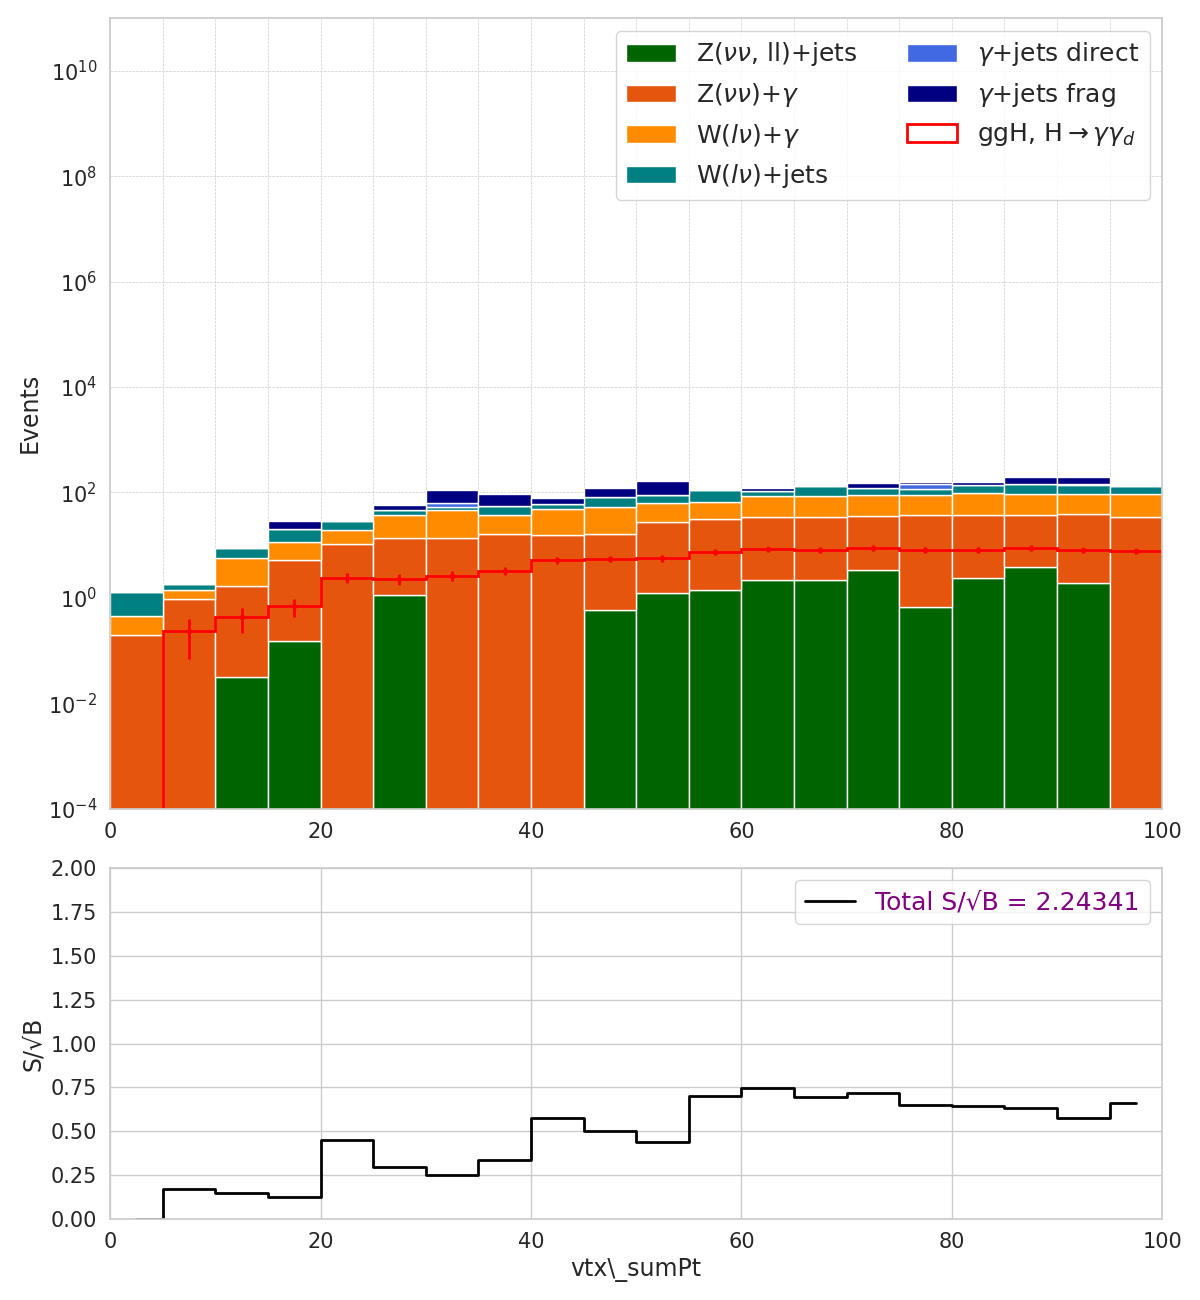 Z(νν, ll)+jets
Z(νν)+γ
W(lν)+γ
W(lν)+jets
γ+jets direct
γ+jets frag
ggH, H→γγ_d
Events
10^10
10^8
10^6
10^4
10^2
10^0
10^−2
10^−4
0 20 40 60 80 100
Total S/√B = 2.24341
S/√B
2.00
1.75
1.50
1.25
1.00
0.75
0.50
0.25
0.00
0 20 40 60 80 100
vtx\_sumPt